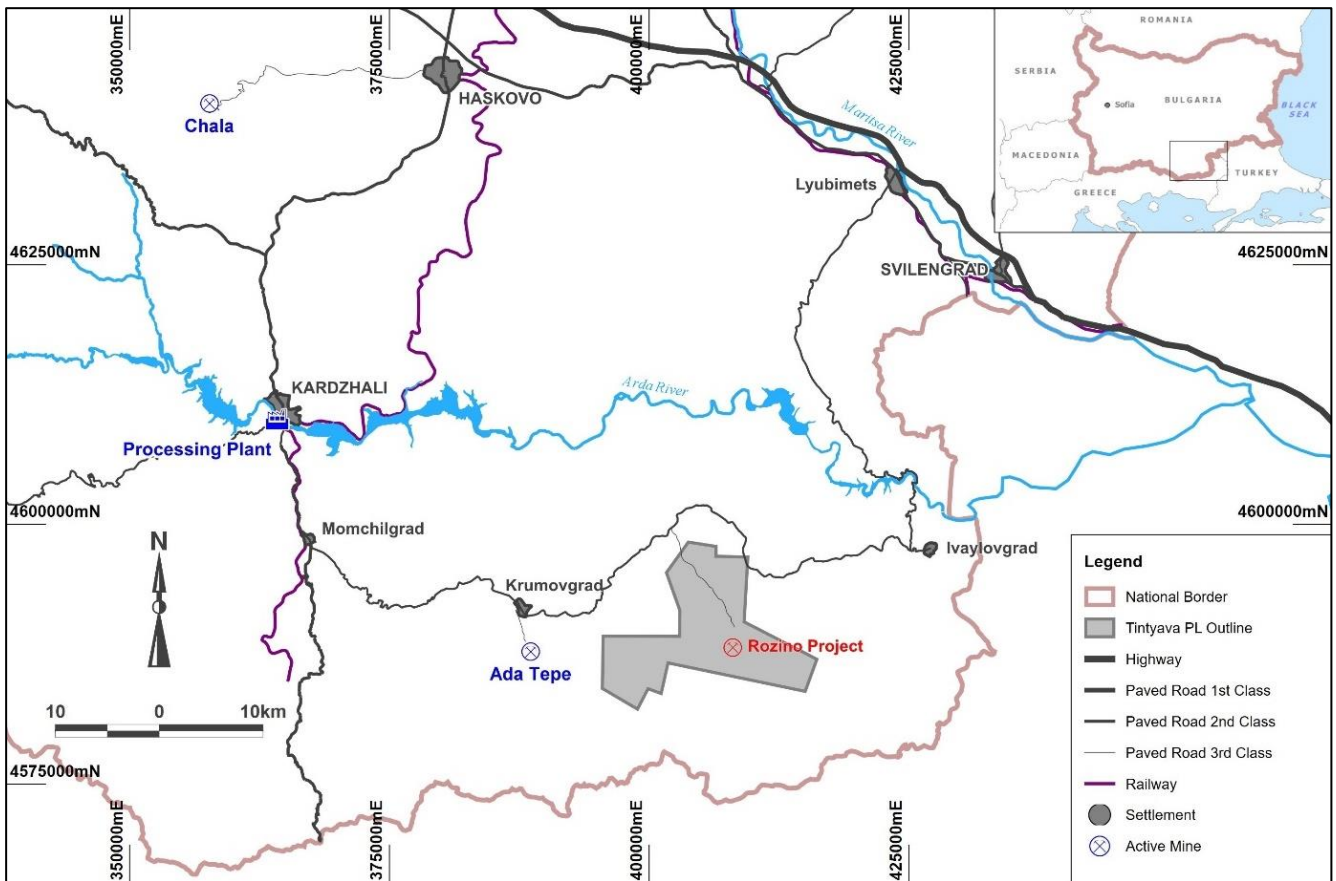 350000mE
375000mE
400000mE
425000mE
ROMANIA
SERBIA
Sofia
BULGARIA
BLACK
SEA
MACEDONIA
GREECE
TURKEY
HASKOVO
Chala
Maritsa River
Lyubimets
4625000mN
SVILENGRAD
4625000mN
KARDZHALI
Arda River
Processing Plant
4600000mN
4600000mN
Momchilgrad
Ivaylovgrad
N
Krumovgrad
Ada Tepe
Rozino Project
10 0 10km
4575000mN
350000mE
375000mE
400000mE
425000mE
Legend
National Border
Tintyava PL Outline
Highway
Paved Road 1st Class
Paved Road 2nd Class
Paved Road 3rd Class
Railway
Settlement
Active Mine